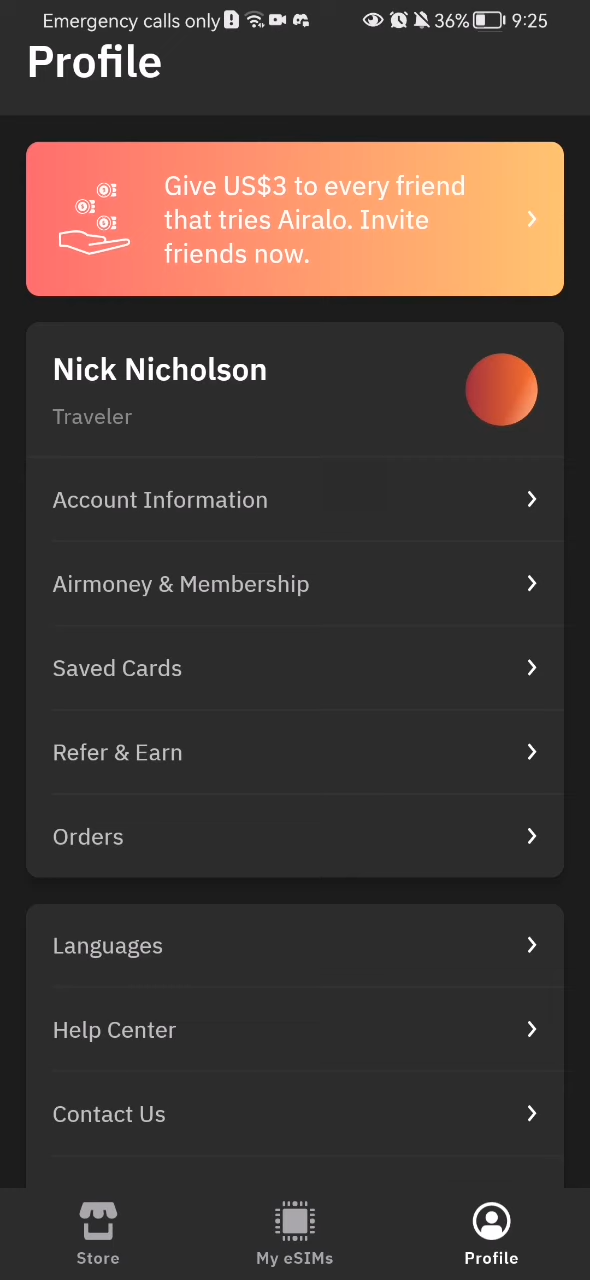 Emergency calls only 36% 9:25
Profile
Give US$3 to every friend
that tries Airalo. Invite
friends now.
Nick Nicholson
Traveler
Account Information
Airmoney & Membership
Saved Cards
Refer & Earn
Orders
Languages
Help Center
Contact Us
Store My eSIMs Profile